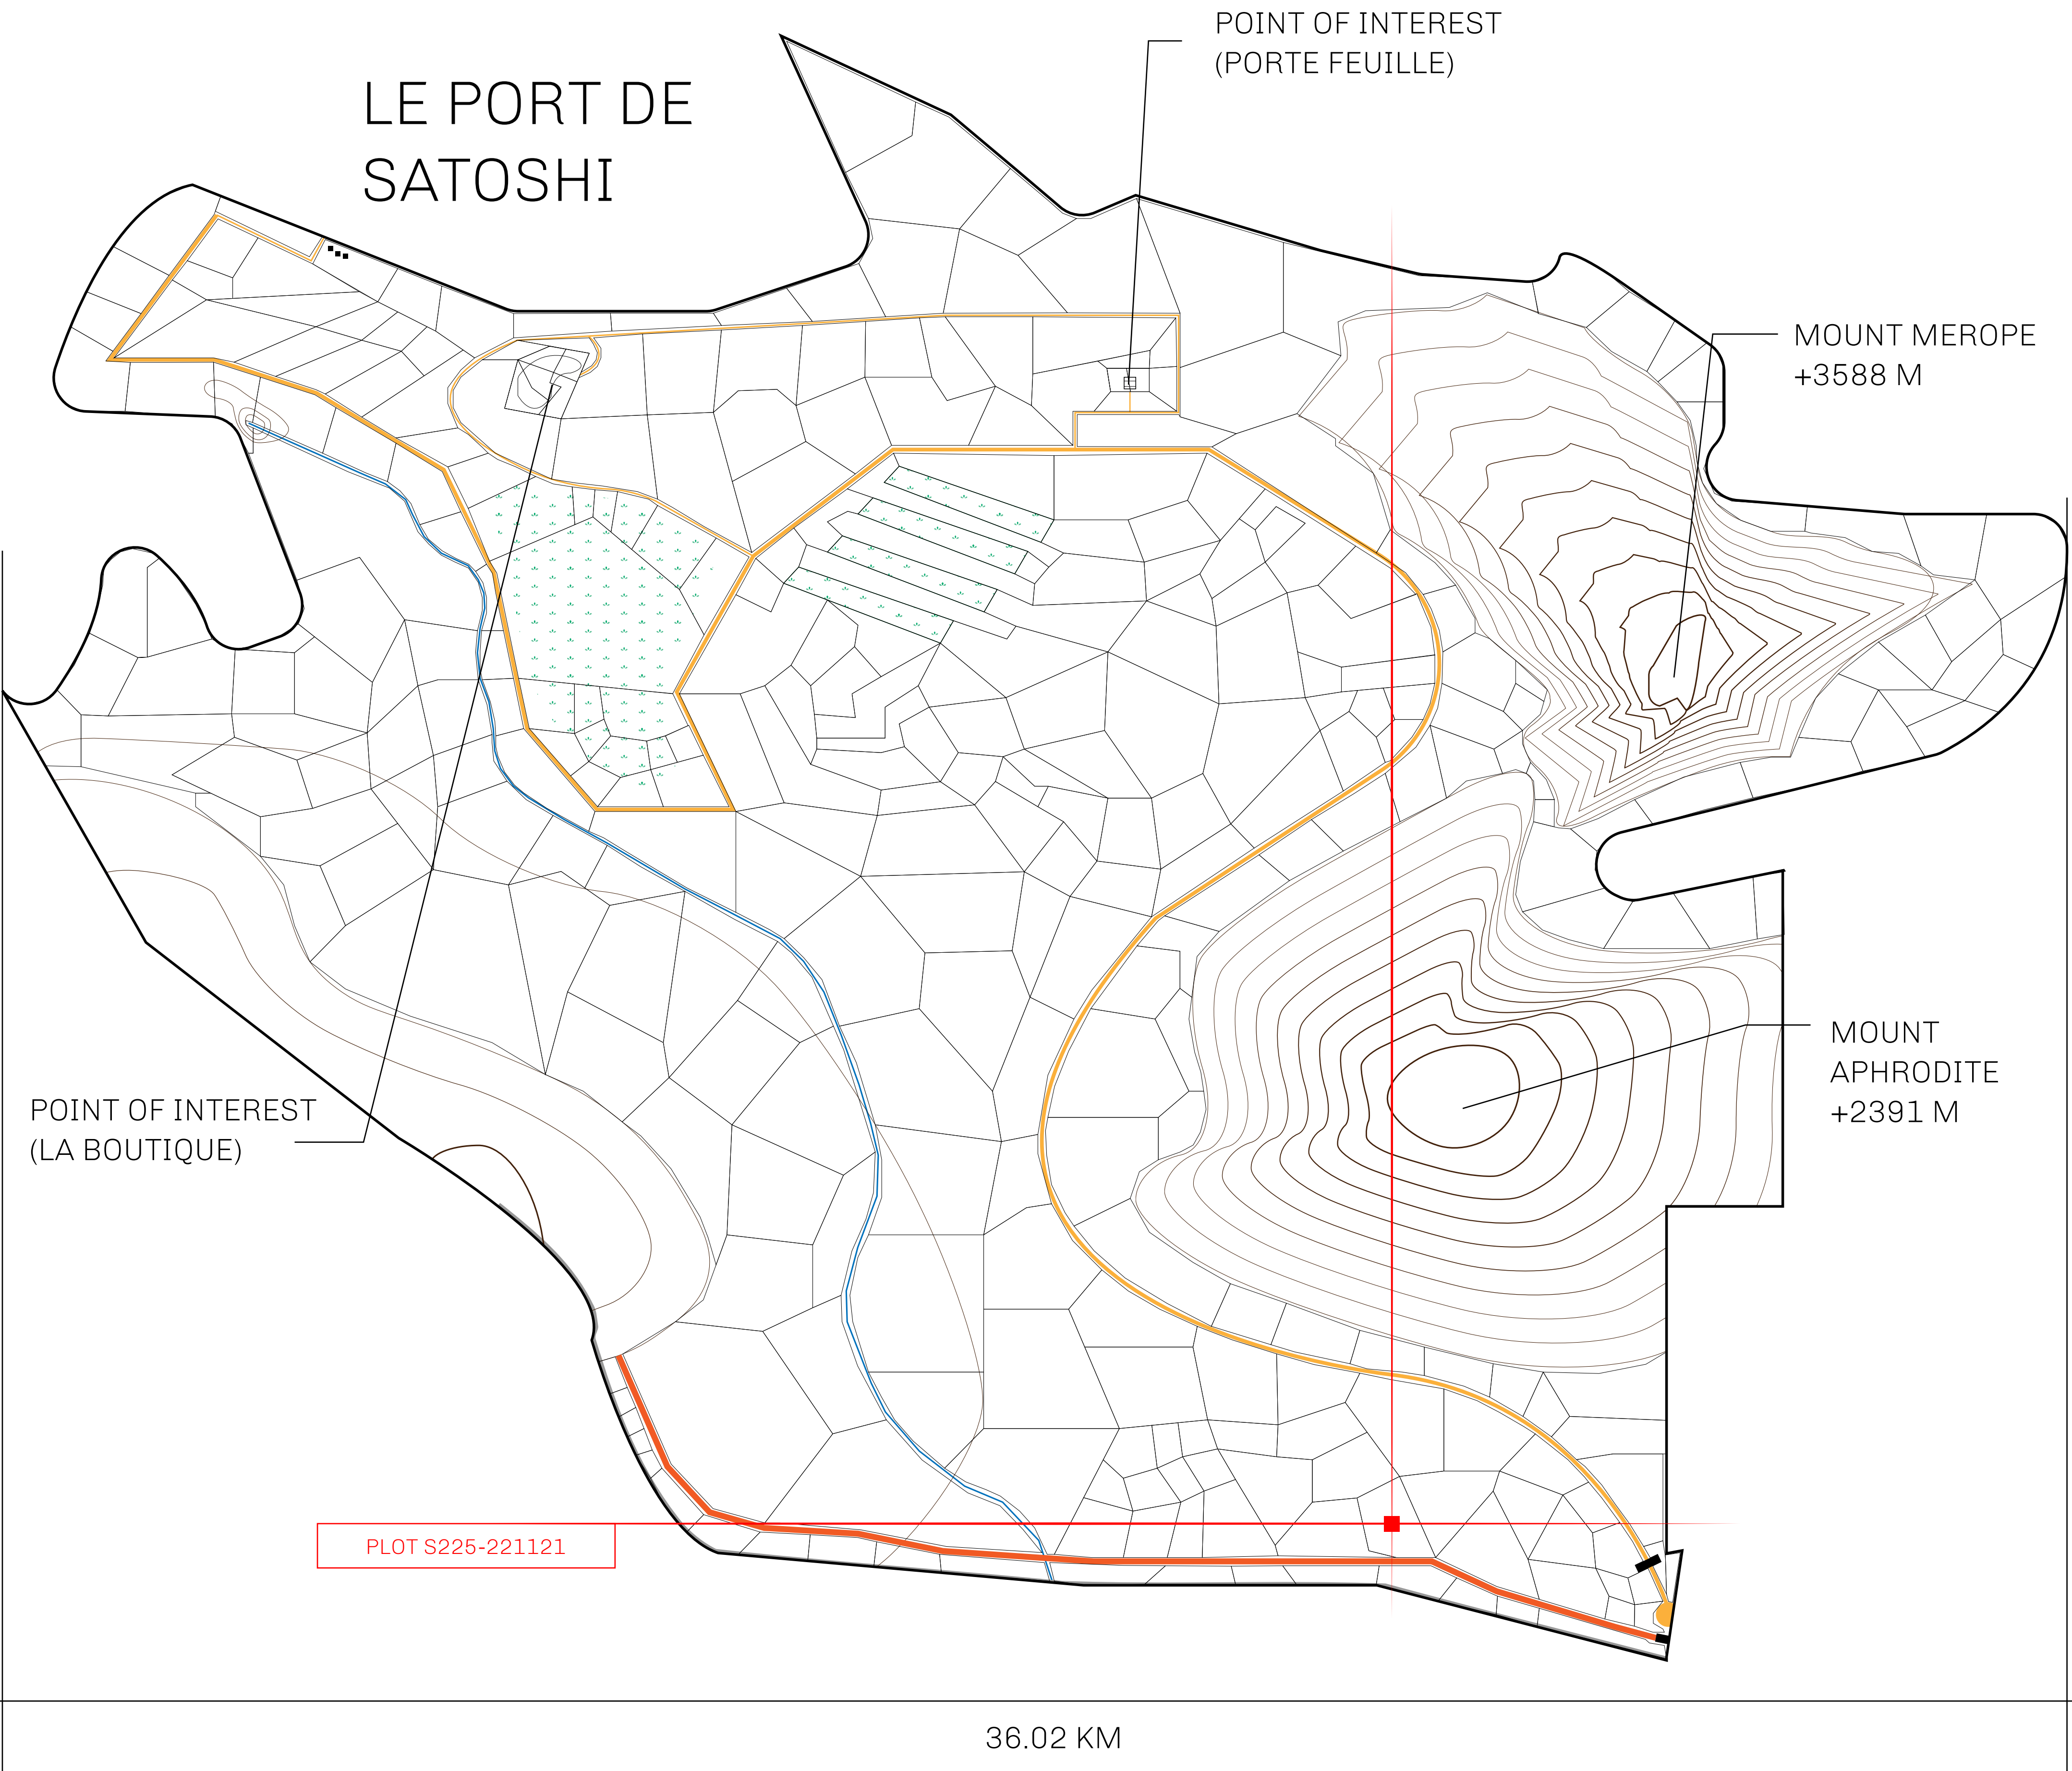 POINT OF INTEREST
(PORTE FEUILLE)
LE PORT DE
SATOSHI
MOUNT MEROPE
+3588 M
MOUNT
APHRODITE
+2391 M
POINT OF INTEREST
(LA BOUTIQUE)
PLOT S225-221121
36.02 KM